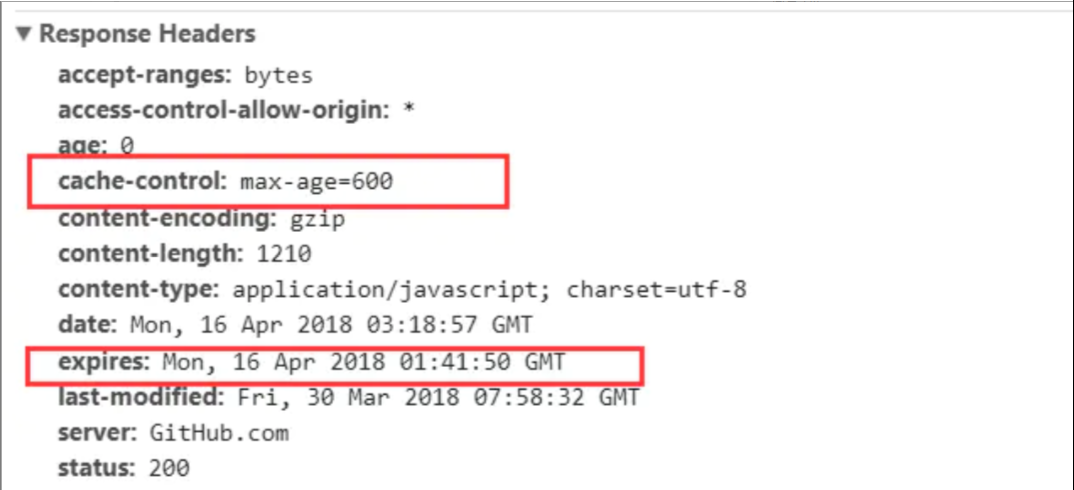 Response Headers
accept-ranges: bytes
access-control-allow-origin: *
age: 0
cache-control: max-age=600
content-encoding: gzip
content-length: 1210
content-type: application/javascript; charset=utf-8
date: Mon, 16 Apr 2018 03:18:57 GMT
expires: Mon, 16 Apr 2018 01:41:50 GMT
last-modified: Fri, 30 Mar 2018 07:58:32 GMT
server: GitHub.com
status: 200